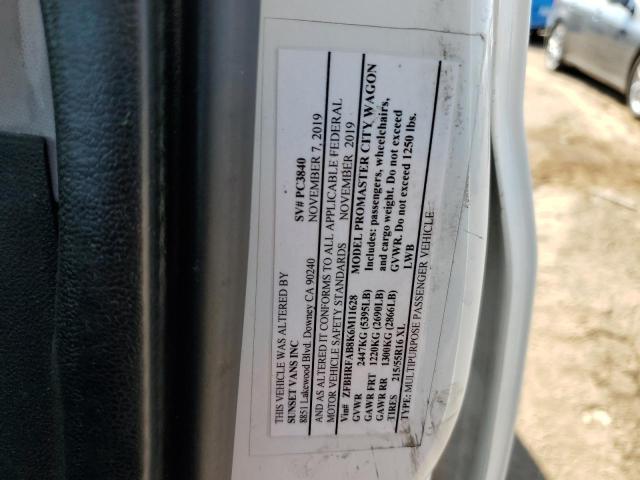 THIS VEHICLE WAS ALTERED BY
SUNSET VANS INC SV# PC3840
8851 Lakewood Blvd. Downey CA 90240 NOVEMBER 7, 2019
AND AS ALTERED IT CONFORMS TO ALL APPLICABLE FEDERAL
MOTOR VEHICLE SAFETY STANDARDS NOVEMBER 2019
Vin# ZFBHRFAB8K6M11628 MODEL PROMASTER CITY WAGON
GVWR 2447KG (5395LB) Includes: passengers, wheelchairs,
GAWR FRT 1220KG (2690LB) and cargo weight. Do not exceed
GAWR RR 1300KG (2866LB) GVWR. Do not exceed 1250 lbs.
TIRES 215/55R16 XL LWB
TYPE: MULTIPURPOSE PASSENGER VEHICLE